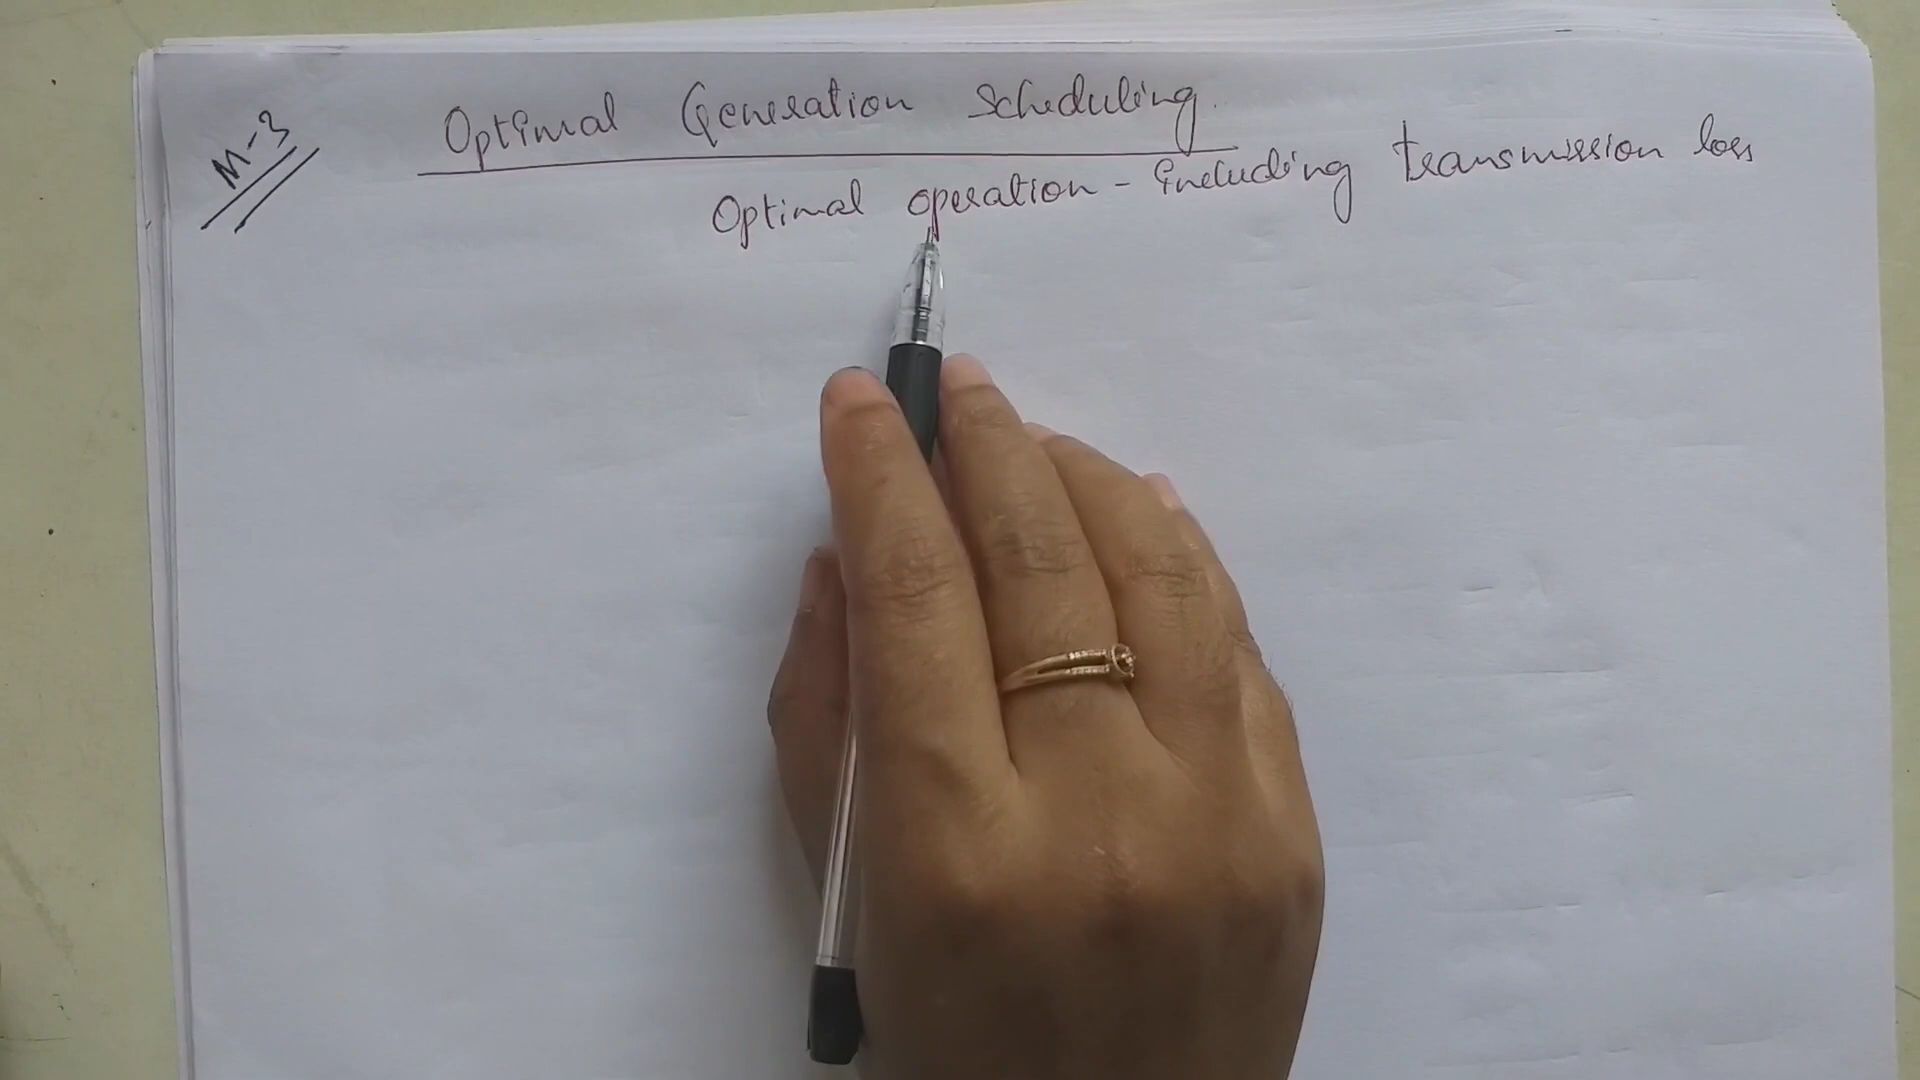 M-3
Optimal Generation Scheduling.
Optimal operation - including transmission loss